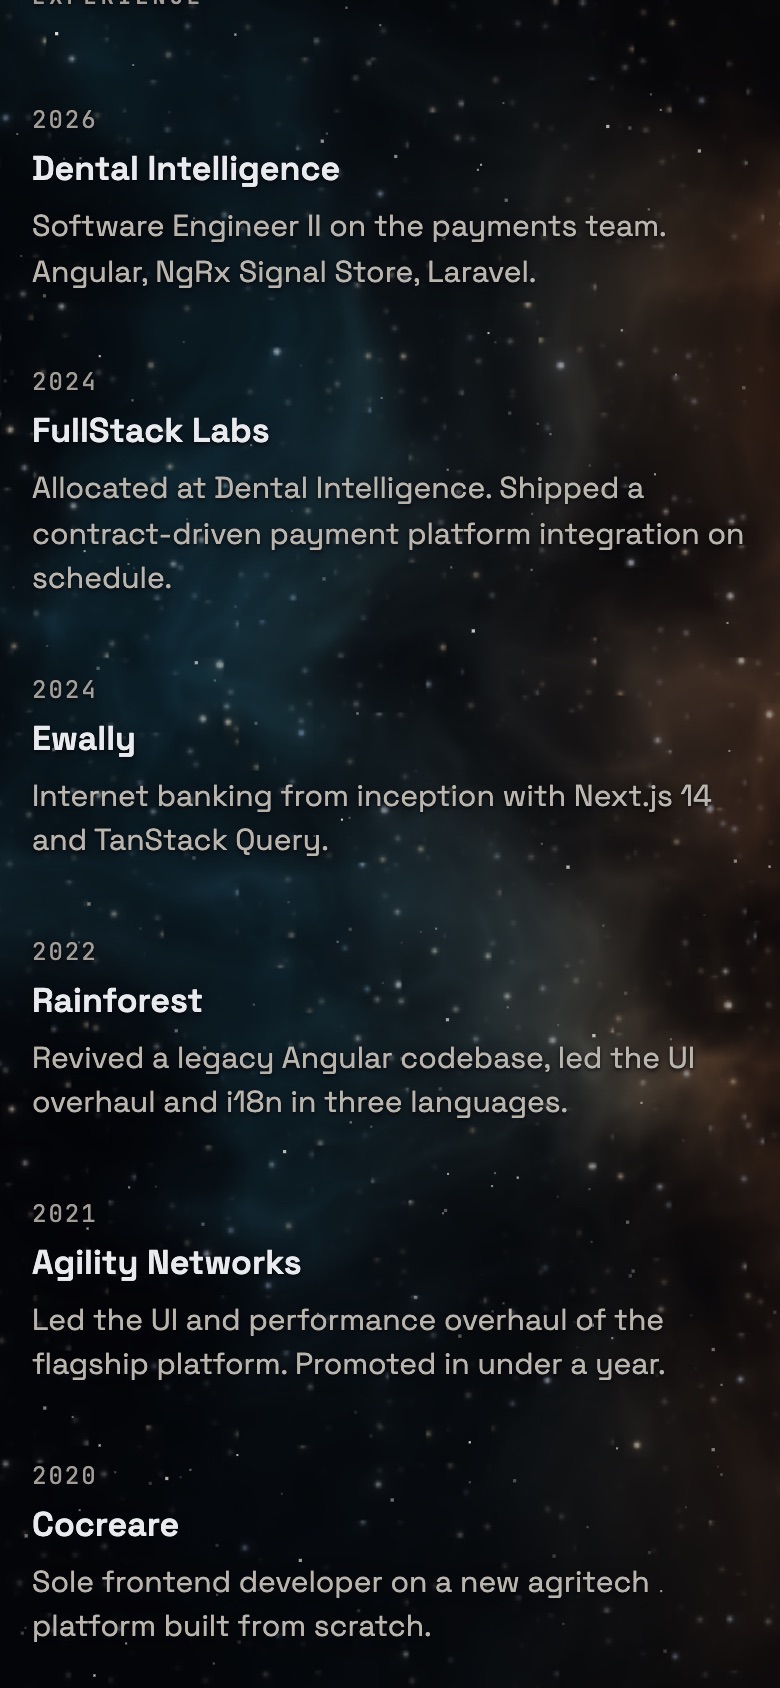 EXPERIENCE
2026
Dental Intelligence
Software Engineer II on the payments team.
Angular, NgRx Signal Store, Laravel.
2024
FullStack Labs
Allocated at Dental Intelligence. Shipped a
contract-driven payment platform integration on
schedule.
2024
Ewally
Internet banking from inception with Next.js 14
and TanStack Query.
2022
Rainforest
Revived a legacy Angular codebase, led the UI
overhaul and i18n in three languages.
2021
Agility Networks
Led the UI and performance overhaul of the
flagship platform. Promoted in under a year.
2020
Cocreare
Sole frontend developer on a new agritech
platform built from scratch.